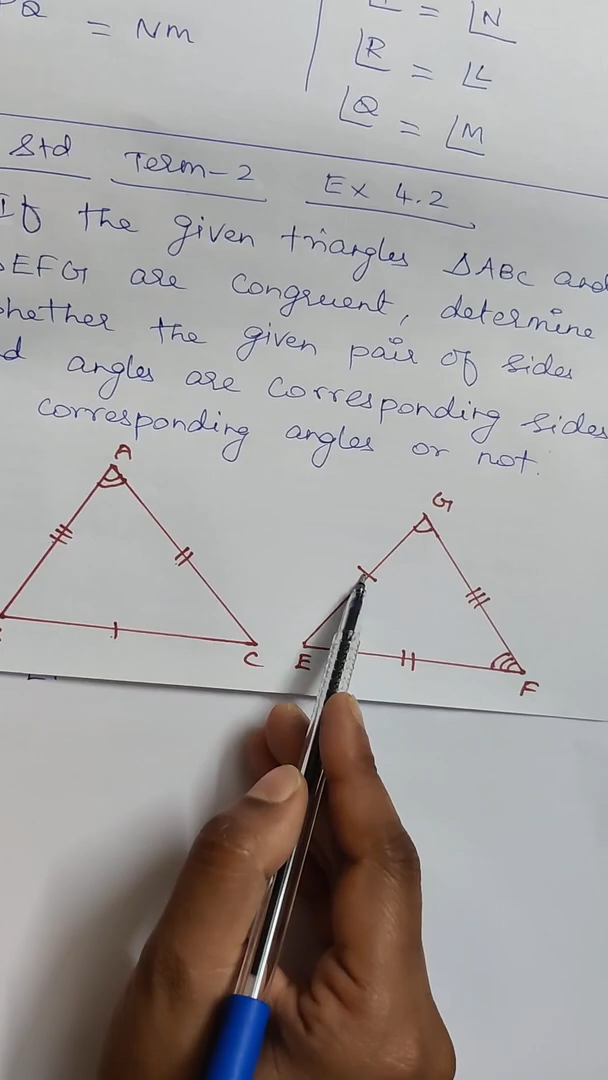 Q = Nm
= ∠N
∠R = ∠L
∠Q = ∠M
Std Term-2 Ex 4.2
If the given triangles ΔABC and
EFG are congruent, determine
whether the given pair of sides
angles are corresponding sides
corresponding angles or not.
A
G
C
E
F